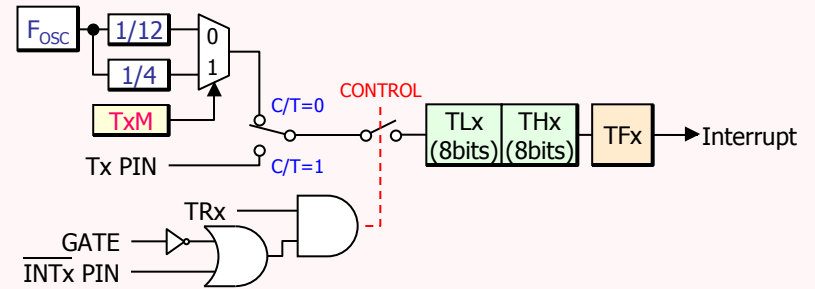 FOSC
1/12
0
1/4
1
CONTROL
TxM
C/T=0
TLx
(8bits)
THx
(8bits)
TFx
Interrupt
Tx PIN
C/T=1
TRx
GATE
INTx PIN